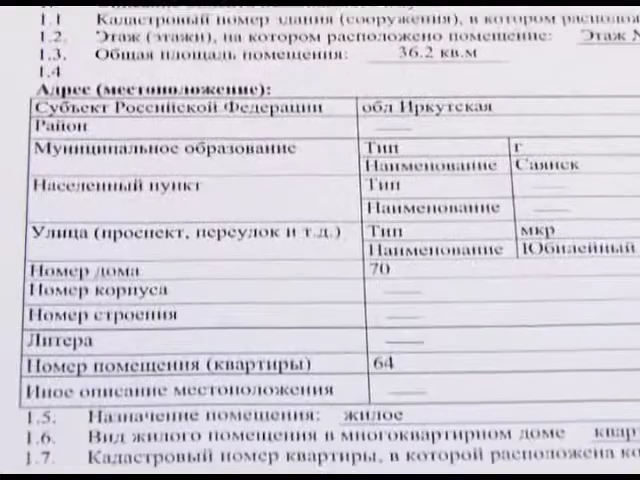 1.1 Кадастровый номер здания (сооружения), в котором
1.2. Этаж (этажи), на котором расположено помещение: Этаж
1.3. Общая площадь помещения: 36.2 кв.м
1.4
Адрес (местоположение):
Субъект Российской Федерации обл Иркутская
Район
Муниципальное образование Тип г
Наименование Саянск
Населенный пункт Тип
Наименование
Улица (проспект, переулок и т.д.) Тип мкр
Наименование Юбилейный
Номер дома 70
Номер корпуса
Номер строения
Литера
Номер помещения (квартиры) 64
Иное описание местоположения
1.5. Назначение помещения: жилое
1.6. Вид жилого помещения в многоквартирном доме кварт
1.7. Кадастровый номер квартиры, в которой расположена